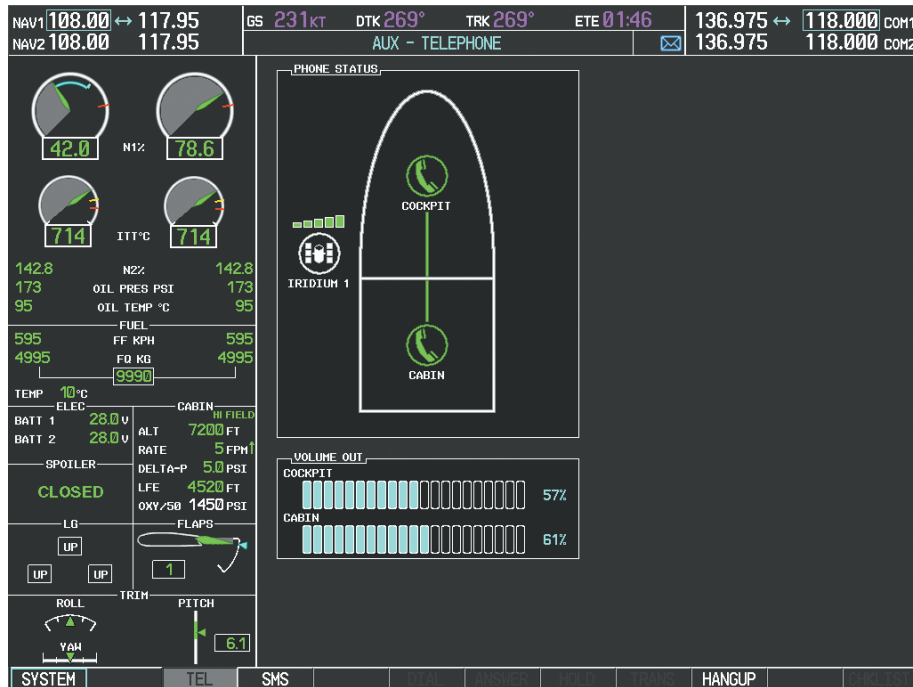 NAV1 108.00 ↔ 117.95 GS 231KT DTK 269° TRK 269° ETE 01:46 136.975 ↔ 118.000 COM1
NAV2 108.00 117.95 AUX - TELEPHONE 136.975 118.000 COM2
PHONE STATUS
42.0 N1% 78.6
COCKPIT
714 ITT°C 714
142.8 N2% 142.8
173 OIL PRES PSI 173
95 OIL TEMP °C 95
IRIDIUM 1
FUEL
595 FF KPH 595
4995 FQ KG 4995
9990
TEMP 10°C
CABIN
ELEC
BATT 1 28.0 V
BATT 2 28.0 V
CABIN
HI FIELD
ALT 7200 FT
RATE 5 FPM↑
DELTA-P 5.0 PSI
LFE 4520 FT
OXY/50 1450 PSI
SPOILER
CLOSED
VOLUME OUT
COCKPIT
57%
CABIN
61%
LG
UP
UP UP
FLAPS
1
TRIM
ROLL
YAW
PITCH
6.1
SYSTEM TEL SMS DIAL ANSWER HOLD TRANS HANGUP CHKLIST